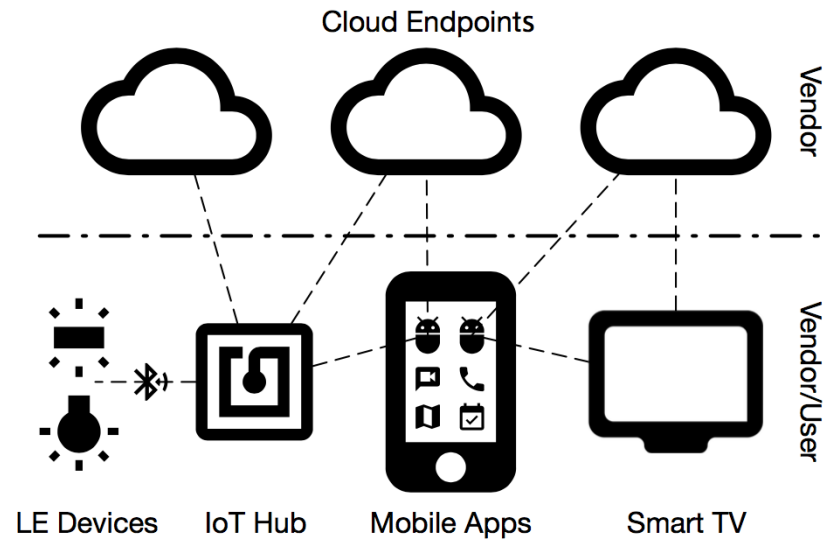 Cloud Endpoints
Vendor
Vendor/User
LE Devices
IoT Hub
Mobile Apps
Smart TV